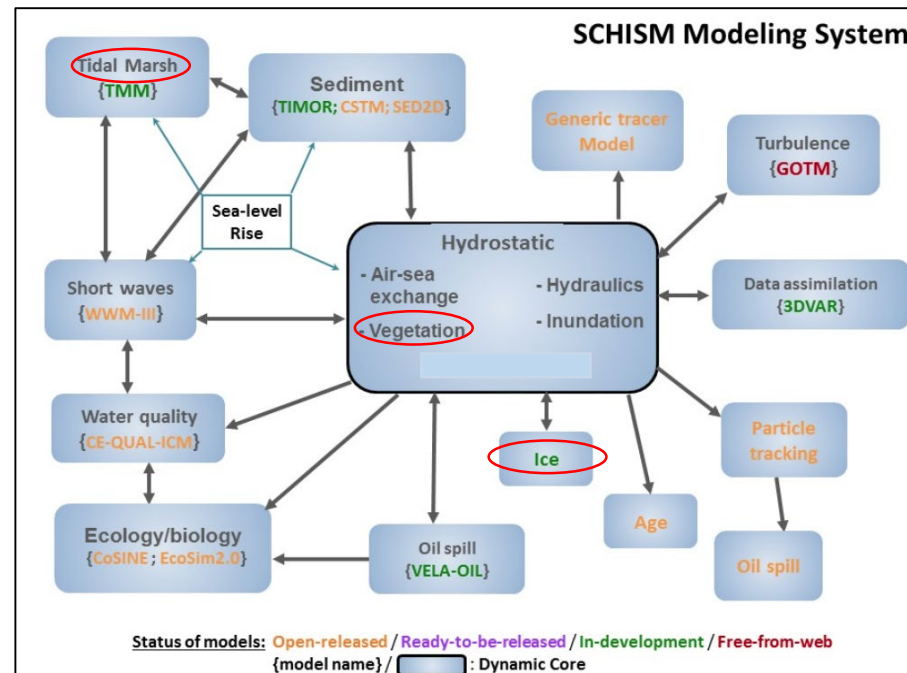 SCHISM Modeling System
Tidal Marsh
{TMM}
Sediment
{TIMOR; CSTM; SED2D}
Generic tracer
Model
Turbulence
{GOTM}
Sea-level
Rise
Hydrostatic
- Air-sea
exchange
- Vegetation
- Hydraulics
- Inundation
Short waves
{WWM-III}
Data assimilation
{3DVAR}
Water quality
{CE-QUAL-ICM}
Ice
Particle
tracking
Age
Ecology/biology
{CoSINE ; EcoSim2.0}
Oil spill
{VELA-OIL}
Oil spill
Status of models: Open-released / Ready-to-be-released / In-development / Free-from-web
{model name} / : Dynamic Core